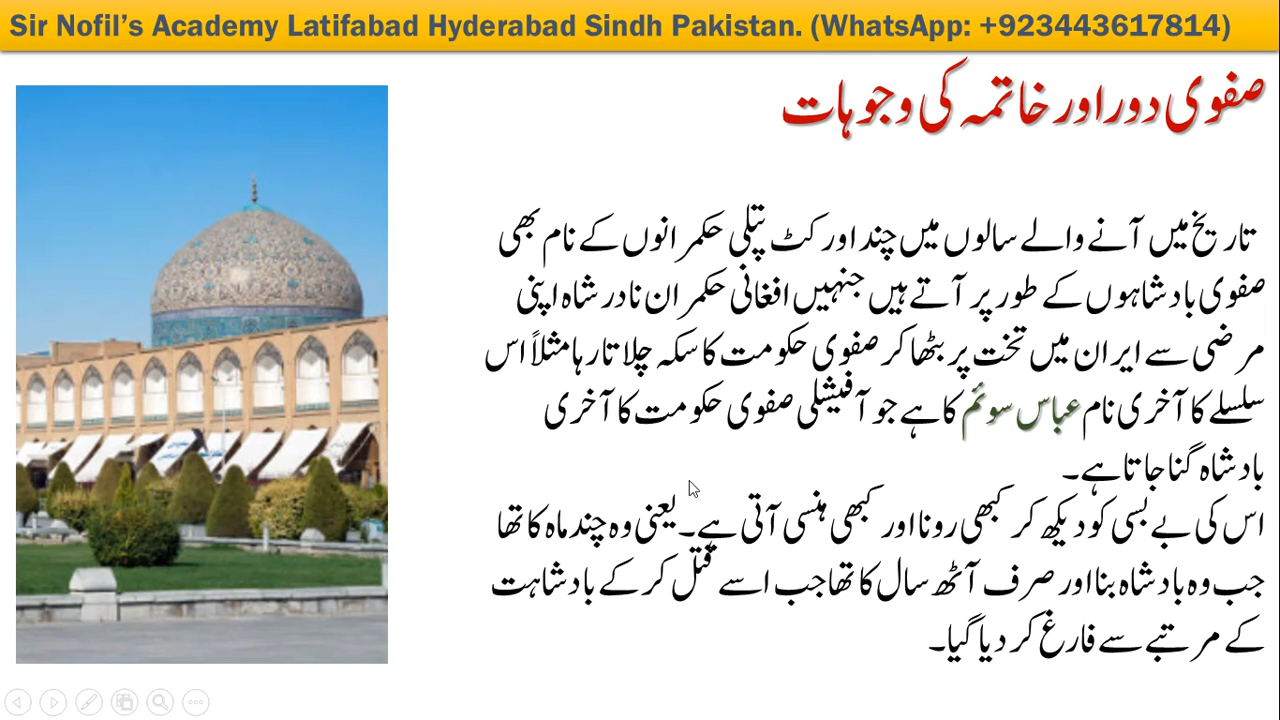 Sir Nofil's Academy Latifabad Hyderabad Sindh Pakistan. (WhatsApp: +923443617814)
صفوی دور اور خاتمہ کی وجوہات
تاریخ میں آنے والے سالوں میں چند اور کٹ پتلی حکمرانوں کے نام بھی
صفوی بادشاہوں کے طور پر آتے ہیں جنہیں افغانی حکمران نادر شاہ اپنی
مرضی سے ایران میں تخت پر بٹھا کر صفوی حکومت کا سکہ چلاتا رہا مثلاً اس
سلسلے کا آخری نام عباس سوئم کا ہے جو آفیشلی صفوی حکومت کا آخری
بادشاہ گنا جاتا ہے۔
اس کی بے بسی کو دیکھ کر کبھی رونا اور کبھی ہنسی آتی ہے۔ یعنی وہ چند ماہ کا تھا
جب وہ بادشاہ بنا اور صرف آٹھ سال کا تھا جب اسے قتل کر کے بادشاہت
کے مرتبے سے فارغ کر دیا گیا۔